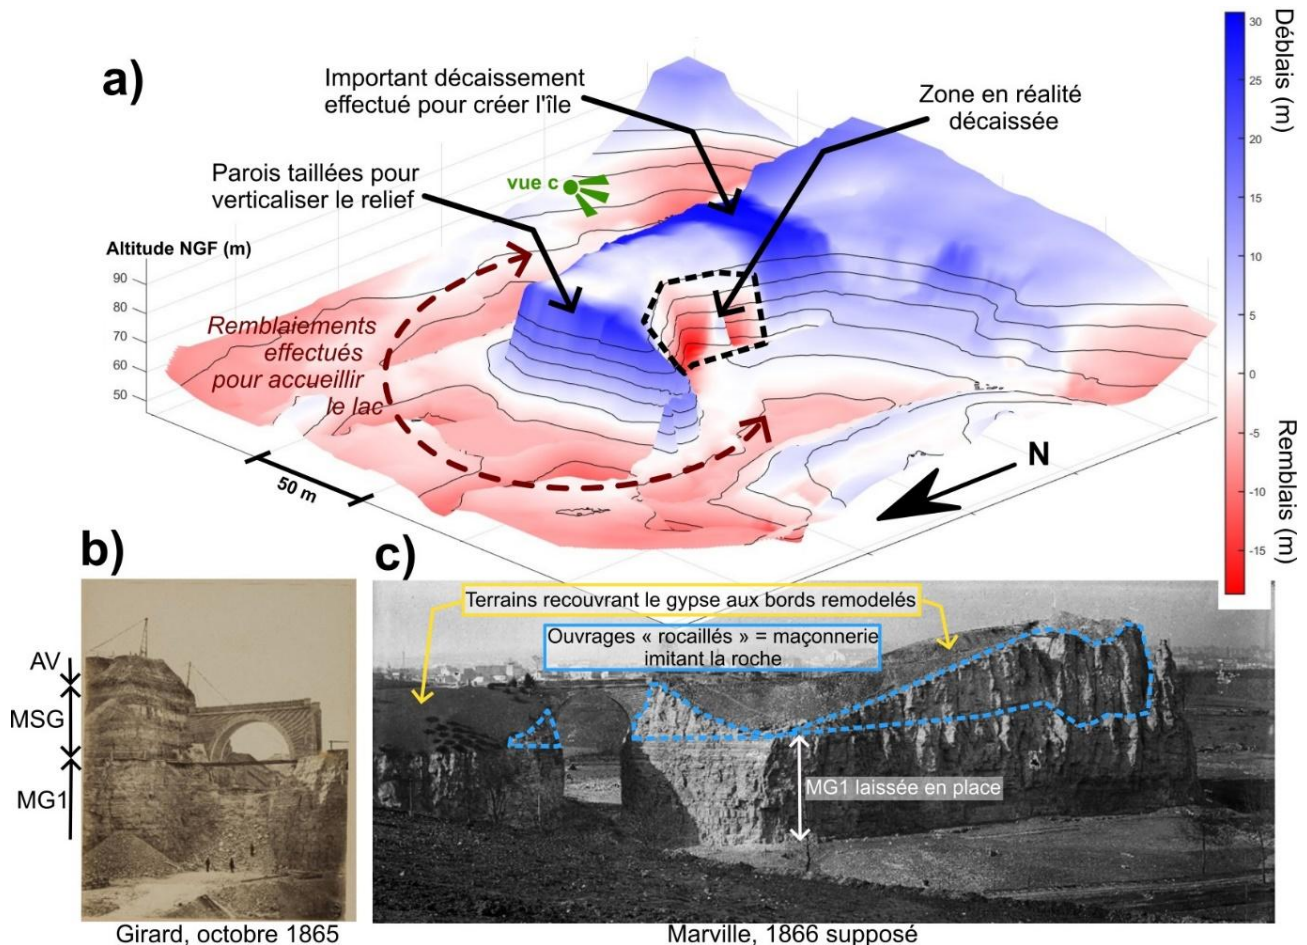 a)
Important décaissement
effectué pour créer l'île
Zone en réalité
décaissée
Parois taillées pour
verticaliser le relief
vue c
Altitude NGF (m)
90
80
70
60
50
Remblaiements
effectués
pour accueillir
le lac
50 m
N
Déblais (m)
30
25
20
15
10
5
0
-5
-10
-15
Remblais (m)
b)
AV
MSG
MG1
Girard, octobre 1865
c)
Terrains recouvrant le gypse aux bords remodelés
Ouvrages « rocaillés » = maçonnerie
imitant la roche
MG1 laissée en place
Marville, 1866 supposé